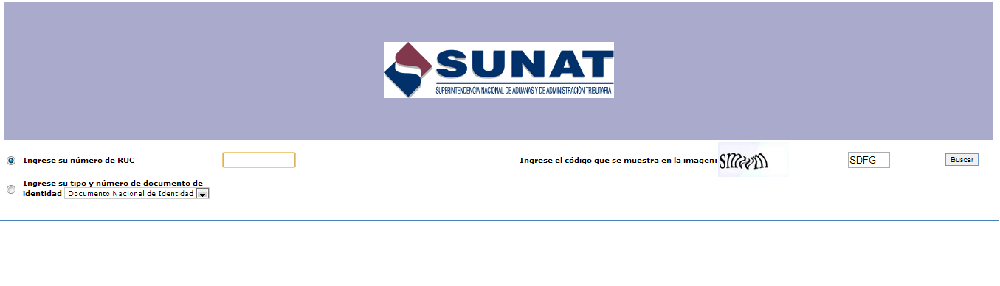 SUNAT
SUPERINTENDENCIA NACIONAL DE ADUANAS Y DE ADMINISTRACIÓN TRIBUTARIA
Ingrese su número de RUC
Ingrese el código que se muestra en la imagen:
SDFG
Buscar
Ingrese su tipo y número de documento de
identidad Documento Nacional de Identidad